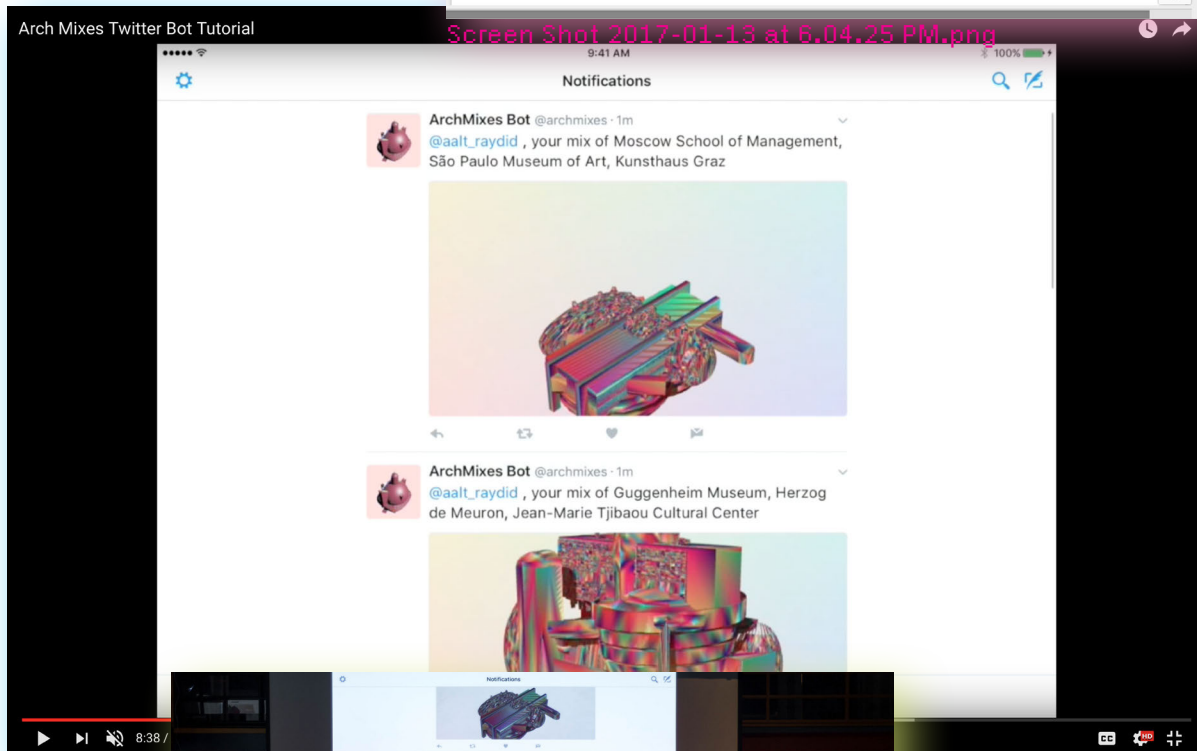 Arch Mixes Twitter Bot Tutorial
Screen Shot 2017-01-13 at 6.04.25 PM.png
9:41 AM
100%
Notifications
ArchMixes Bot @archmixes · 1m
@aalt_raydid , your mix of Moscow School of Management,
São Paulo Museum of Art, Kunsthaus Graz
ArchMixes Bot @archmixes · 1m
@aalt_raydid , your mix of Guggenheim Museum, Herzog
de Meuron, Jean-Marie Tjibaou Cultural Center
Notifications
8:38 /
CC
HD